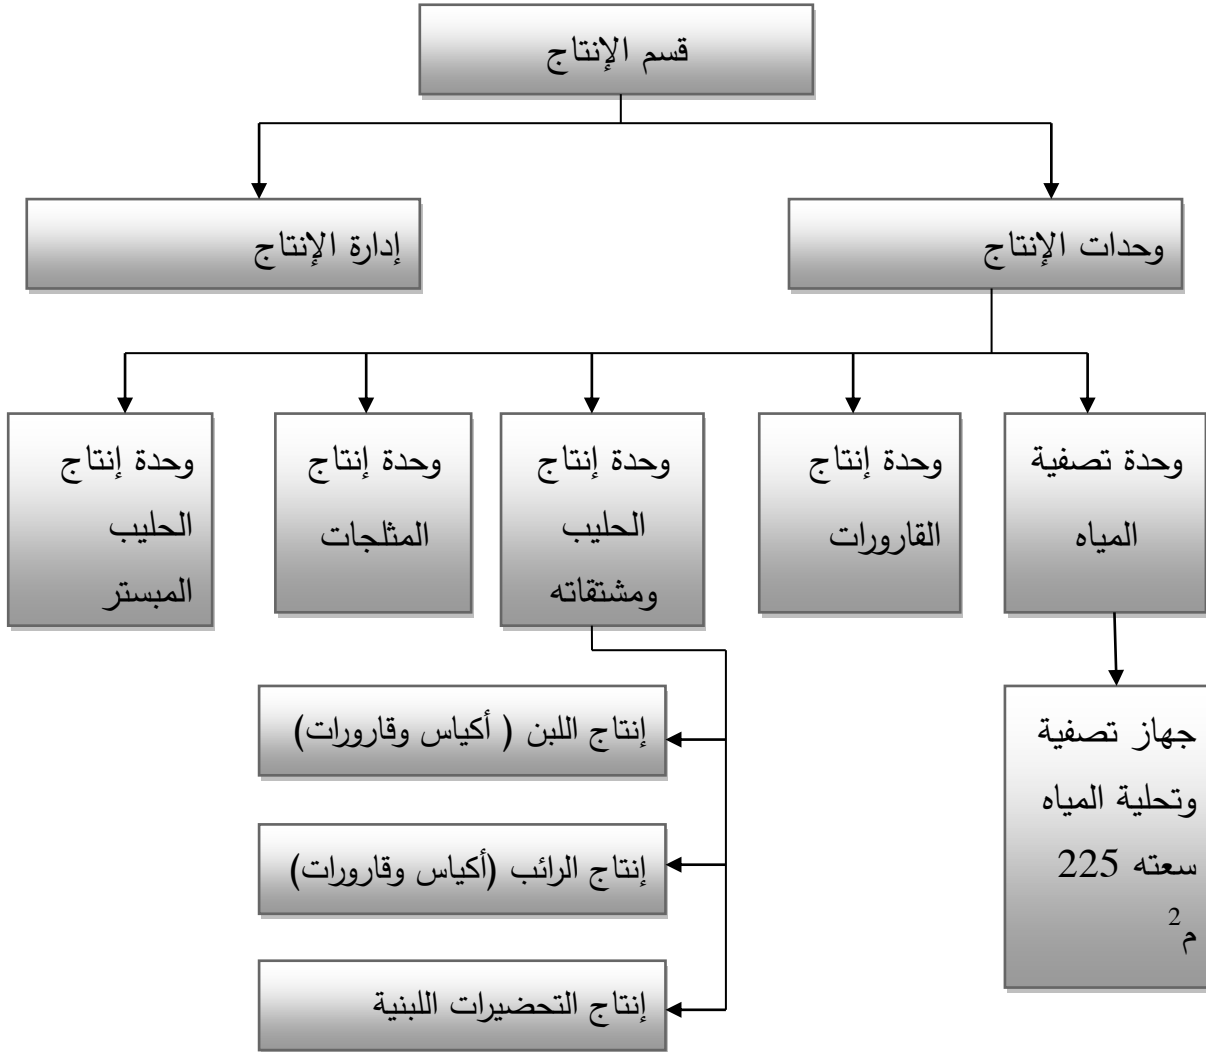 قسم الإنتاج
وحدات الإنتاج
إدارة الإنتاج
وحدة تصفية
المياه
وحدة إنتاج
القارورات
وحدة إنتاج
الحليب
ومشتقاته
وحدة إنتاج
المثلجات
وحدة إنتاج
الحليب
المبستر
جهاز تصفية
وتحلية المياه
سعته 225
م²
إنتاج اللبن ( أكياس وقارورات)
إنتاج الرائب (أكياس وقارورات)
إنتاج التحضيرات اللبنية